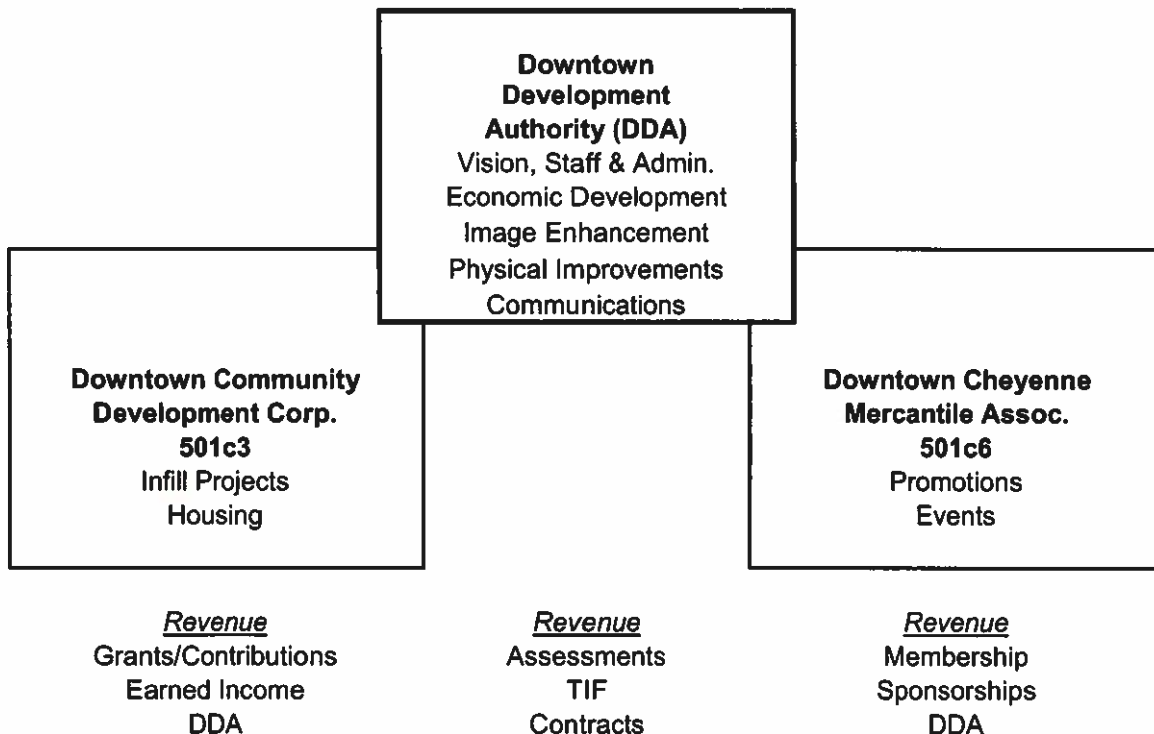 Downtown
Development
Authority (DDA)
Vision, Staff & Admin.
Economic Development
Image Enhancement
Physical Improvements
Communications
Downtown Community
Development Corp.
501c3
Infill Projects
Housing
Downtown Cheyenne
Mercantile Assoc.
501c6
Promotions
Events
Revenue
Grants/Contributions
Earned Income
DDA
Revenue
Assessments
TIF
Contracts
Revenue
Membership
Sponsorships
DDA